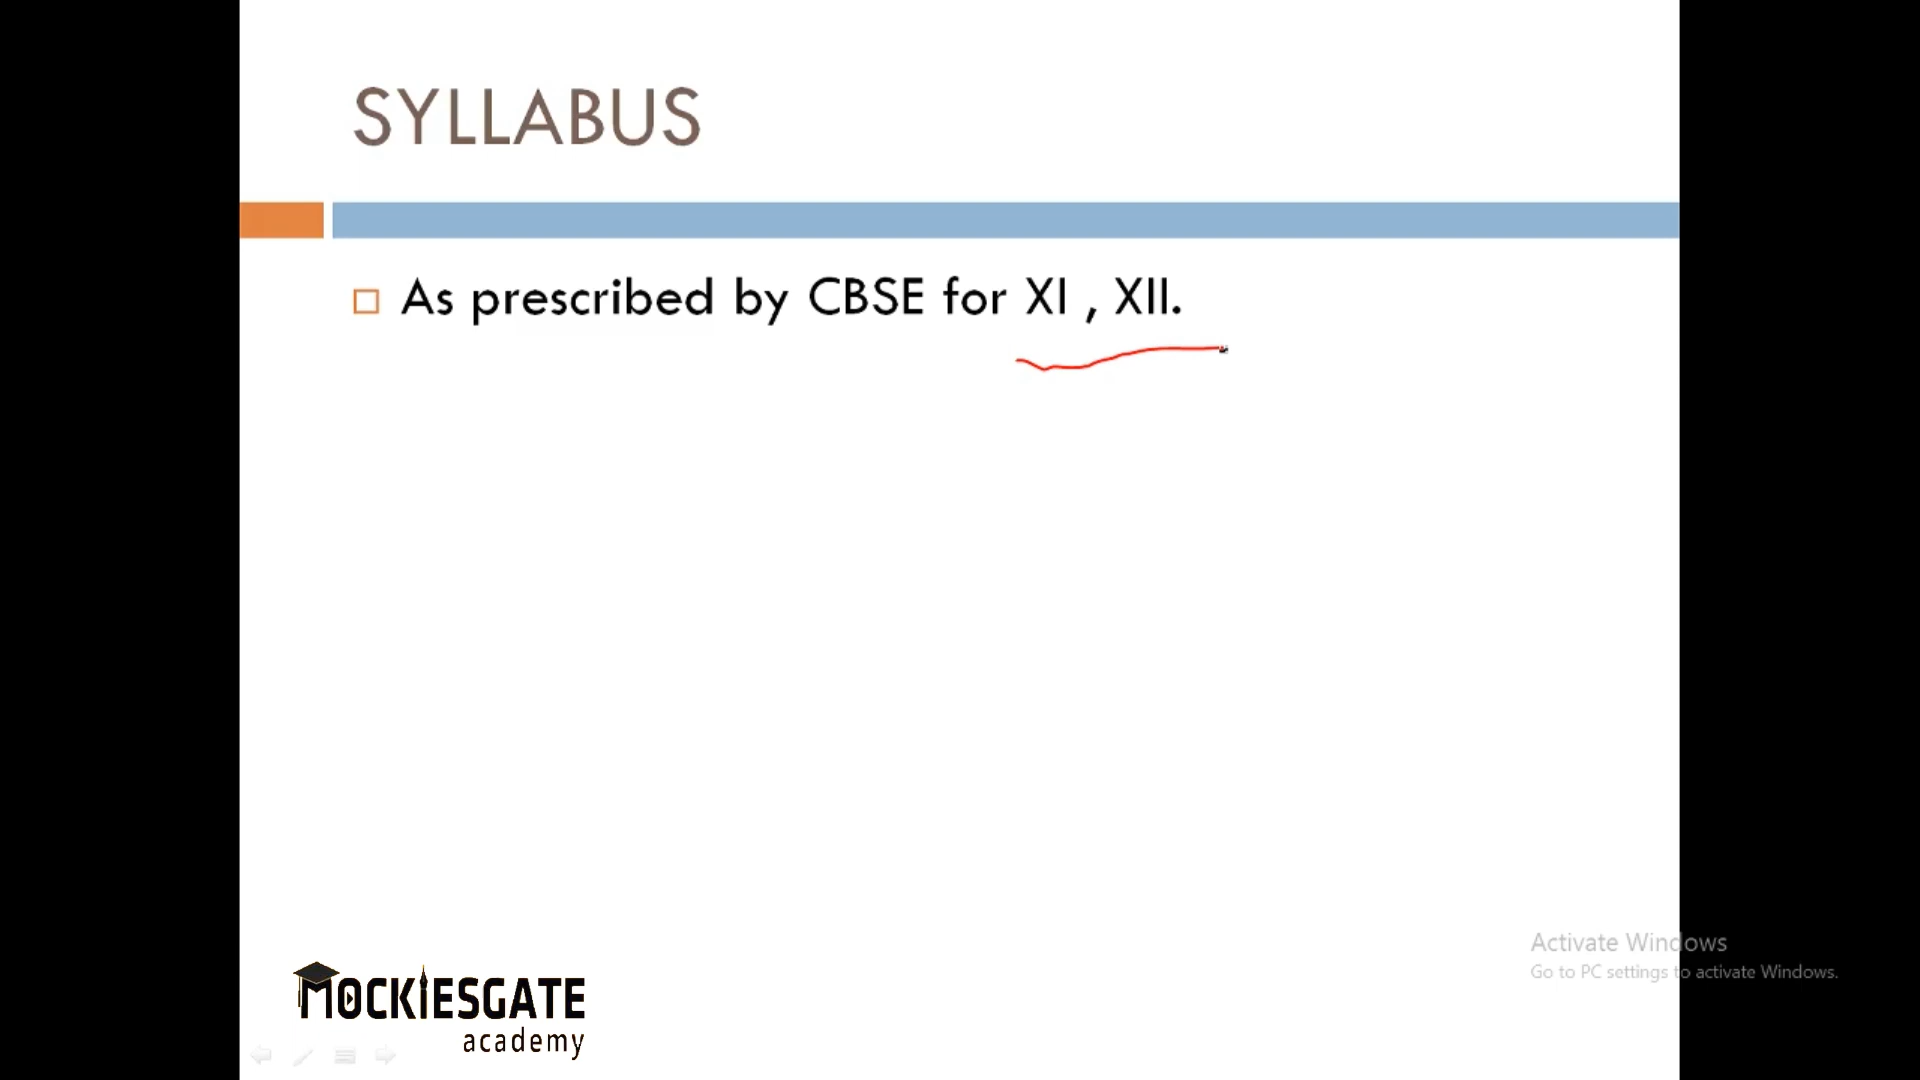 SYLLABUS
As prescribed by CBSE for XI , XII.
Activate Windows
Go to PC settings to activate Windows.
MOCKIESGATE
academy